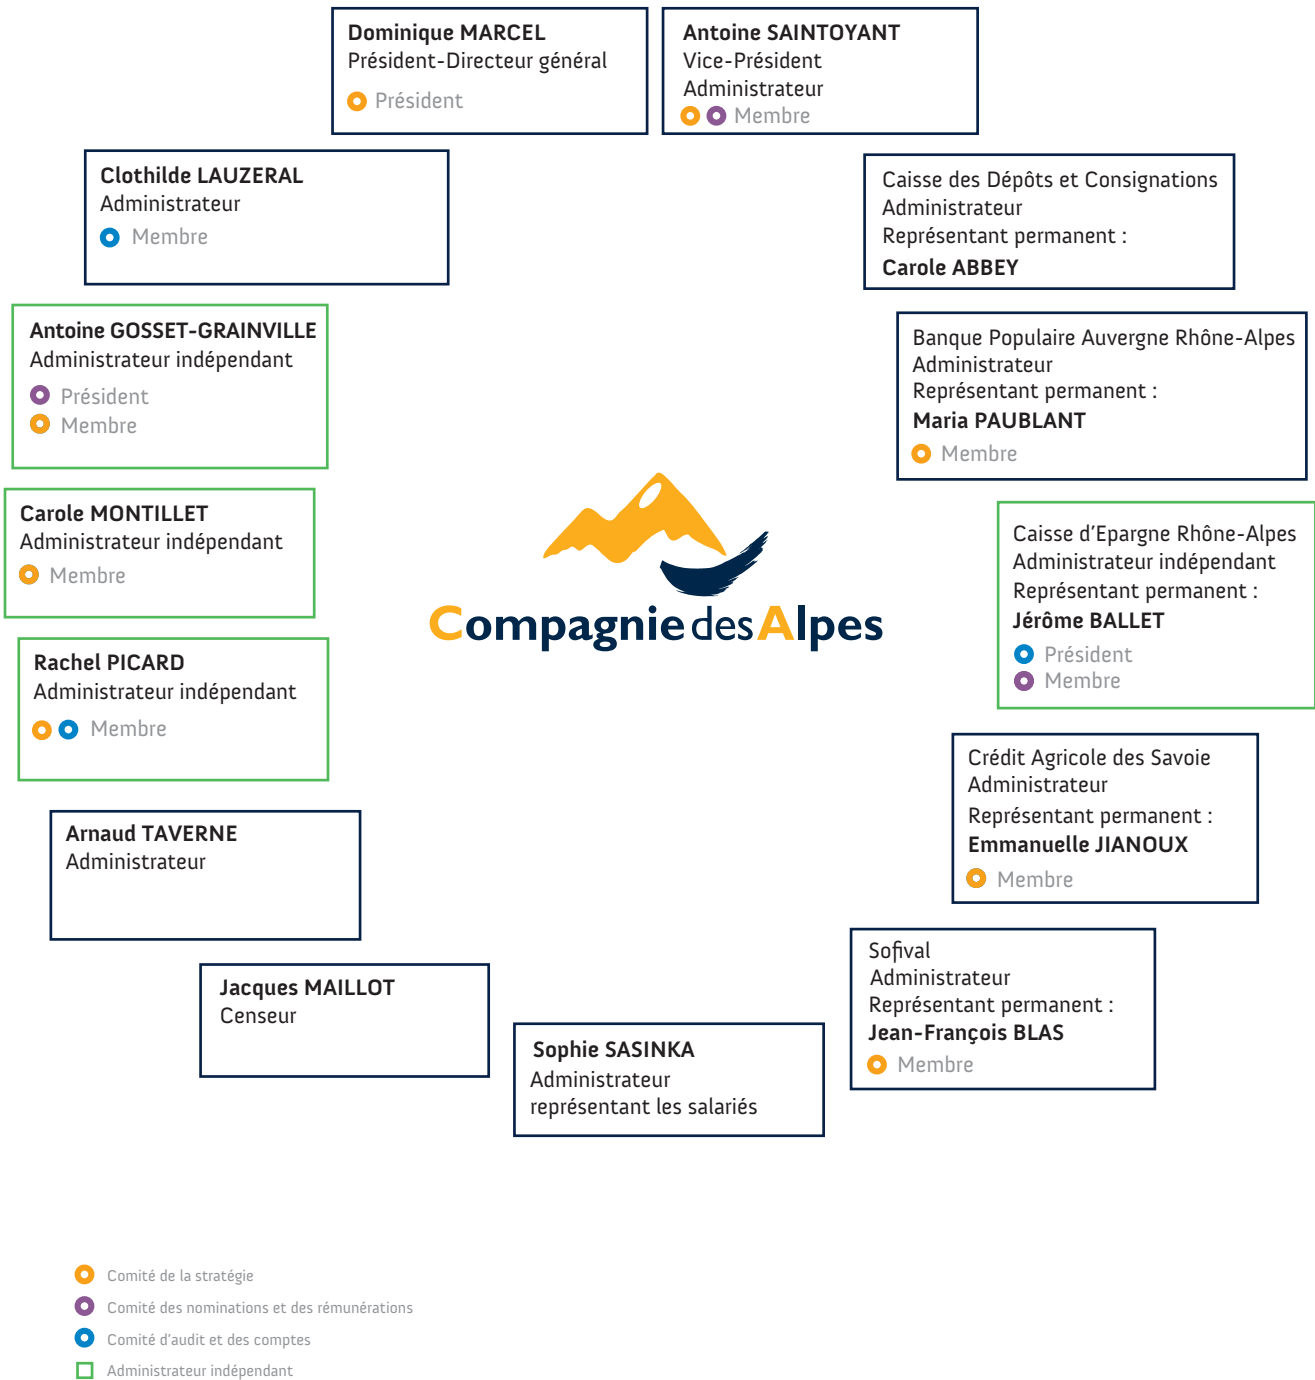 Dominique MARCEL
Président-Directeur général
Président
Antoine SAINTOYANT
Vice-Président
Administrateur
Membre
Clothilde LAUZERAL
Administrateur
Membre
Caisse des Dépôts et Consignations
Administrateur
Représentant permanent :
Carole ABBEY
Antoine GOSSET-GRAINVILLE
Administrateur indépendant
Président
Membre
Banque Populaire Auvergne Rhône-Alpes
Administrateur
Représentant permanent :
Maria PAUBLANT
Membre
Carole MONTILLET
Administrateur indépendant
Membre
Compagnie des Alpes
Caisse d'Epargne Rhône-Alpes
Administrateur indépendant
Représentant permanent :
Jérôme BALLET
Président
Membre
Rachel PICARD
Administrateur indépendant
Membre
Crédit Agricole des Savoie
Administrateur
Représentant permanent :
Emmanuelle JIANOUX
Membre
Arnaud TAVERNE
Administrateur
Sofival
Administrateur
Représentant permanent :
Jean-François BLAS
Membre
Jacques MAILLOT
Censeur
Sophie SASINKA
Administrateur
représentant les salariés
Comité de la stratégie
Comité des nominations et des rémunérations
Comité d'audit et des comptes
Administrateur indépendant